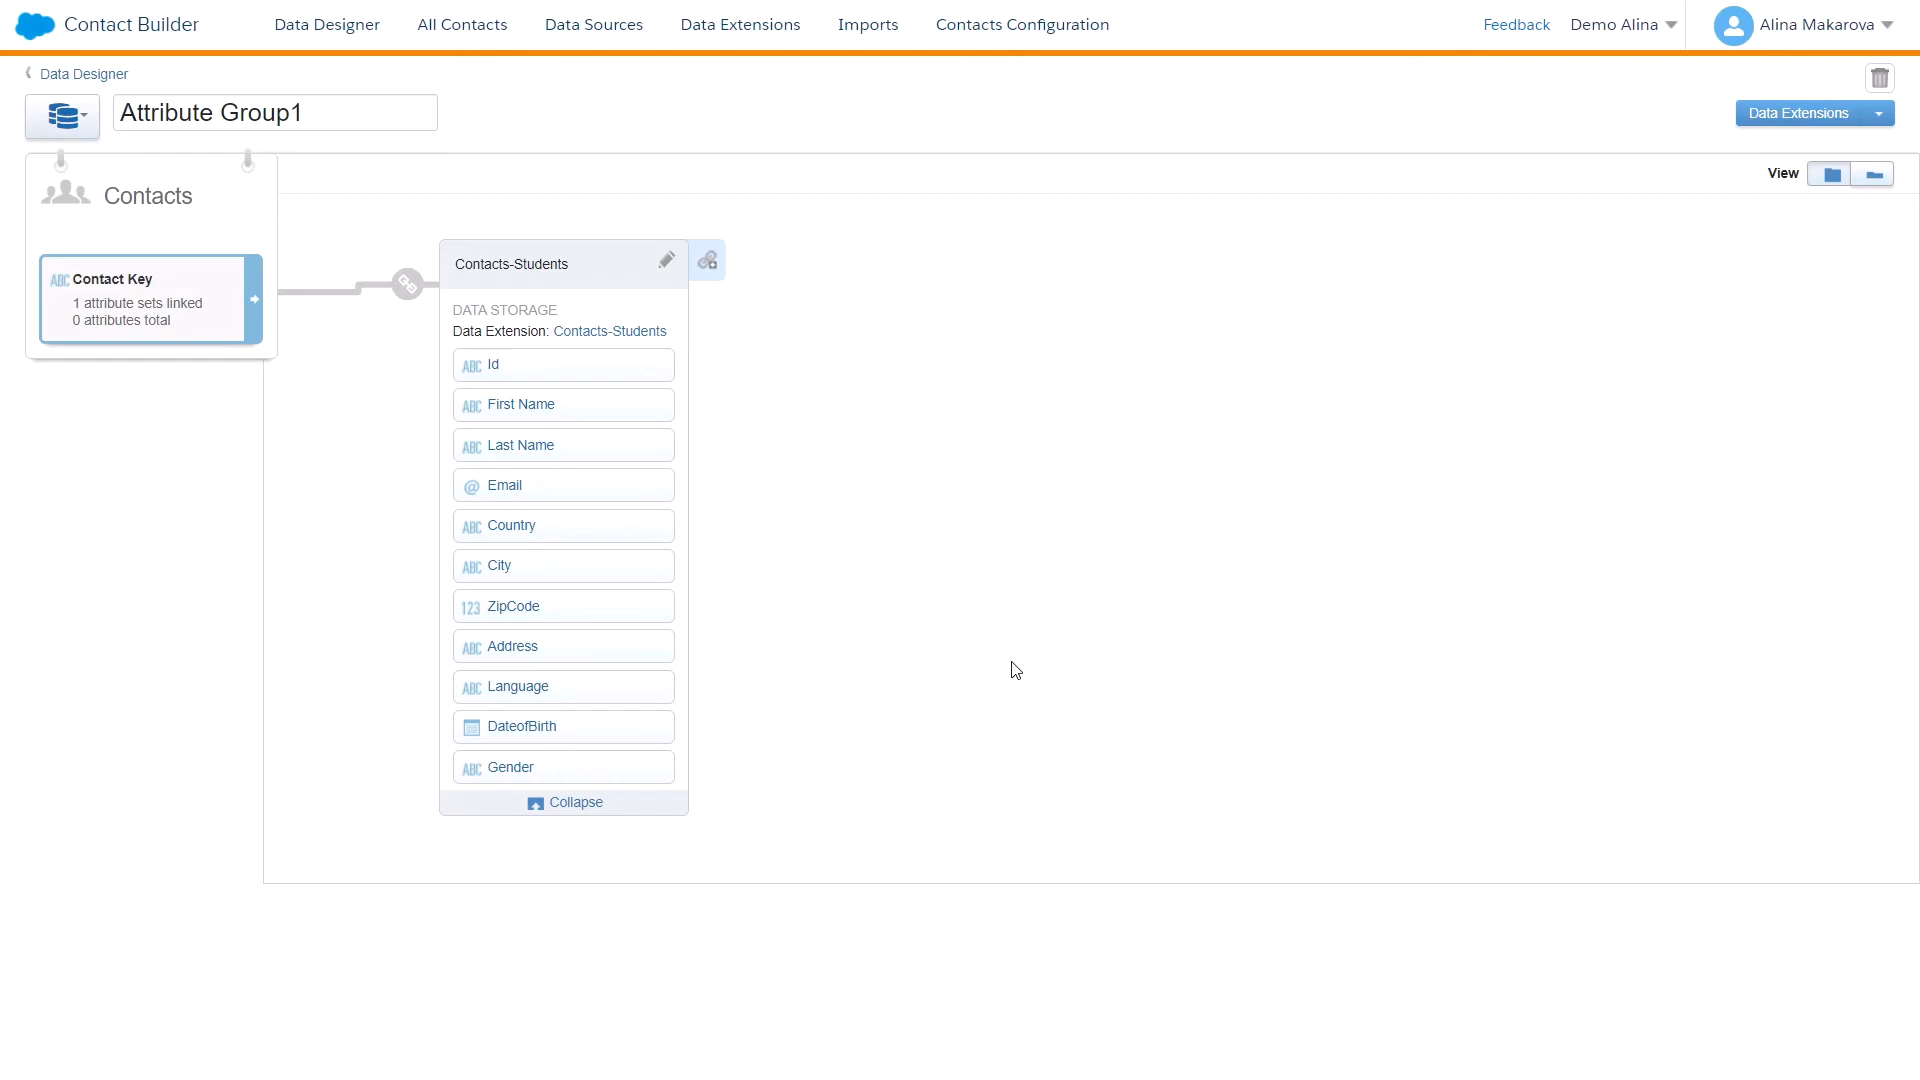 Contact Builder
Data Designer
All Contacts
Data Sources
Data Extensions
Imports
Contacts Configuration
Feedback
Demo Alina
Alina Makarova
Data Designer
Attribute Group1
Data Extensions
View
Contacts
ABC Contact Key
1 attribute sets linked
0 attributes total
Contacts-Students
DATA STORAGE
Data Extension: Contacts-Students
ABC Id
ABC First Name
ABC Last Name
@ Email
ABC Country
ABC City
123 ZipCode
ABC Address
ABC Language
DateofBirth
ABC Gender
Collapse